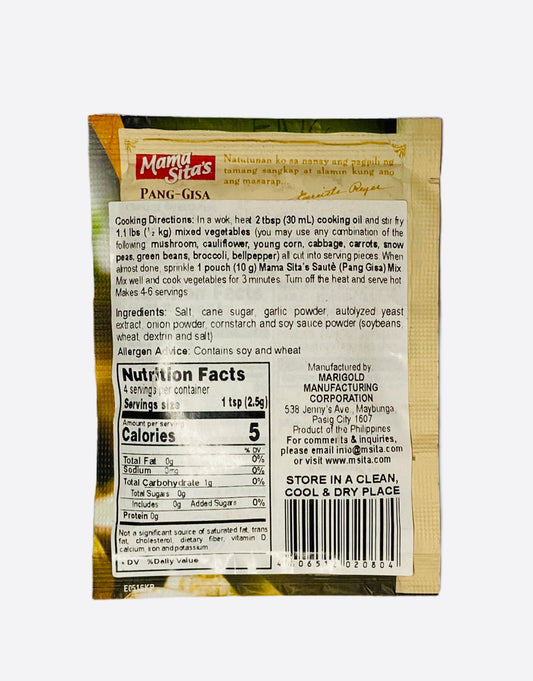 Mama
Sita's
Natutunan ko sa nanay ang pagpili ng
tamang sangkap at alamin kung ano
ang masarap.
PANG-GISA
Cooking Directions: In a wok, heat 2 tbsp (30 mL) cooking oil and stir fry
1.1 lbs (½ kg) mixed vegetables (you may use any combination of the
following mushroom, cauliflower, young corn, cabbage, carrots, snow
peas, green beans, broccoli, bellpepper) all cut into serving pieces. When
almost done, sprinkle 1 pouch (10 g) Mama Sita's Sautè (Pang Gisa) Mix
Mix well and cook vegetables for 3 minutes. Turn off the heat and serve hot
Makes 4-6 servings
Ingredients: Salt, cane sugar, garlic powder, autolyzed yeast
extract, onion powder, cornstarch and soy sauce powder (soybeans,
wheat, dextrin and salt)
Allergen Advice: Contains soy and wheat
Nutrition Facts
4 servings per container
Servings size 1 tsp (2.5g)
Amount per serving
Calories 5
% DV
Total Fat 0g 0%
Sodium 0mg 0%
Total Carbohydrate 1g 0%
Total Sugars 0g
Includes 0g Added Sugars 0%
Protein 0g
Not a significant source of saturated fat, trans
fat, cholesterol, dietary fiber, vitamin D,
calcium, iron and potassium
DV %Daily Value
Manufactured by
MARIGOLD
MANUFACTURING
CORPORATION
538 Jenny's Ave., Maybunga,
Pasig City 1607
Product of the Philippines
For comments & inquiries,
please email info@msita.com
or visit www.msita.com
STORE IN A CLEAN,
COOL & DRY PLACE
020804